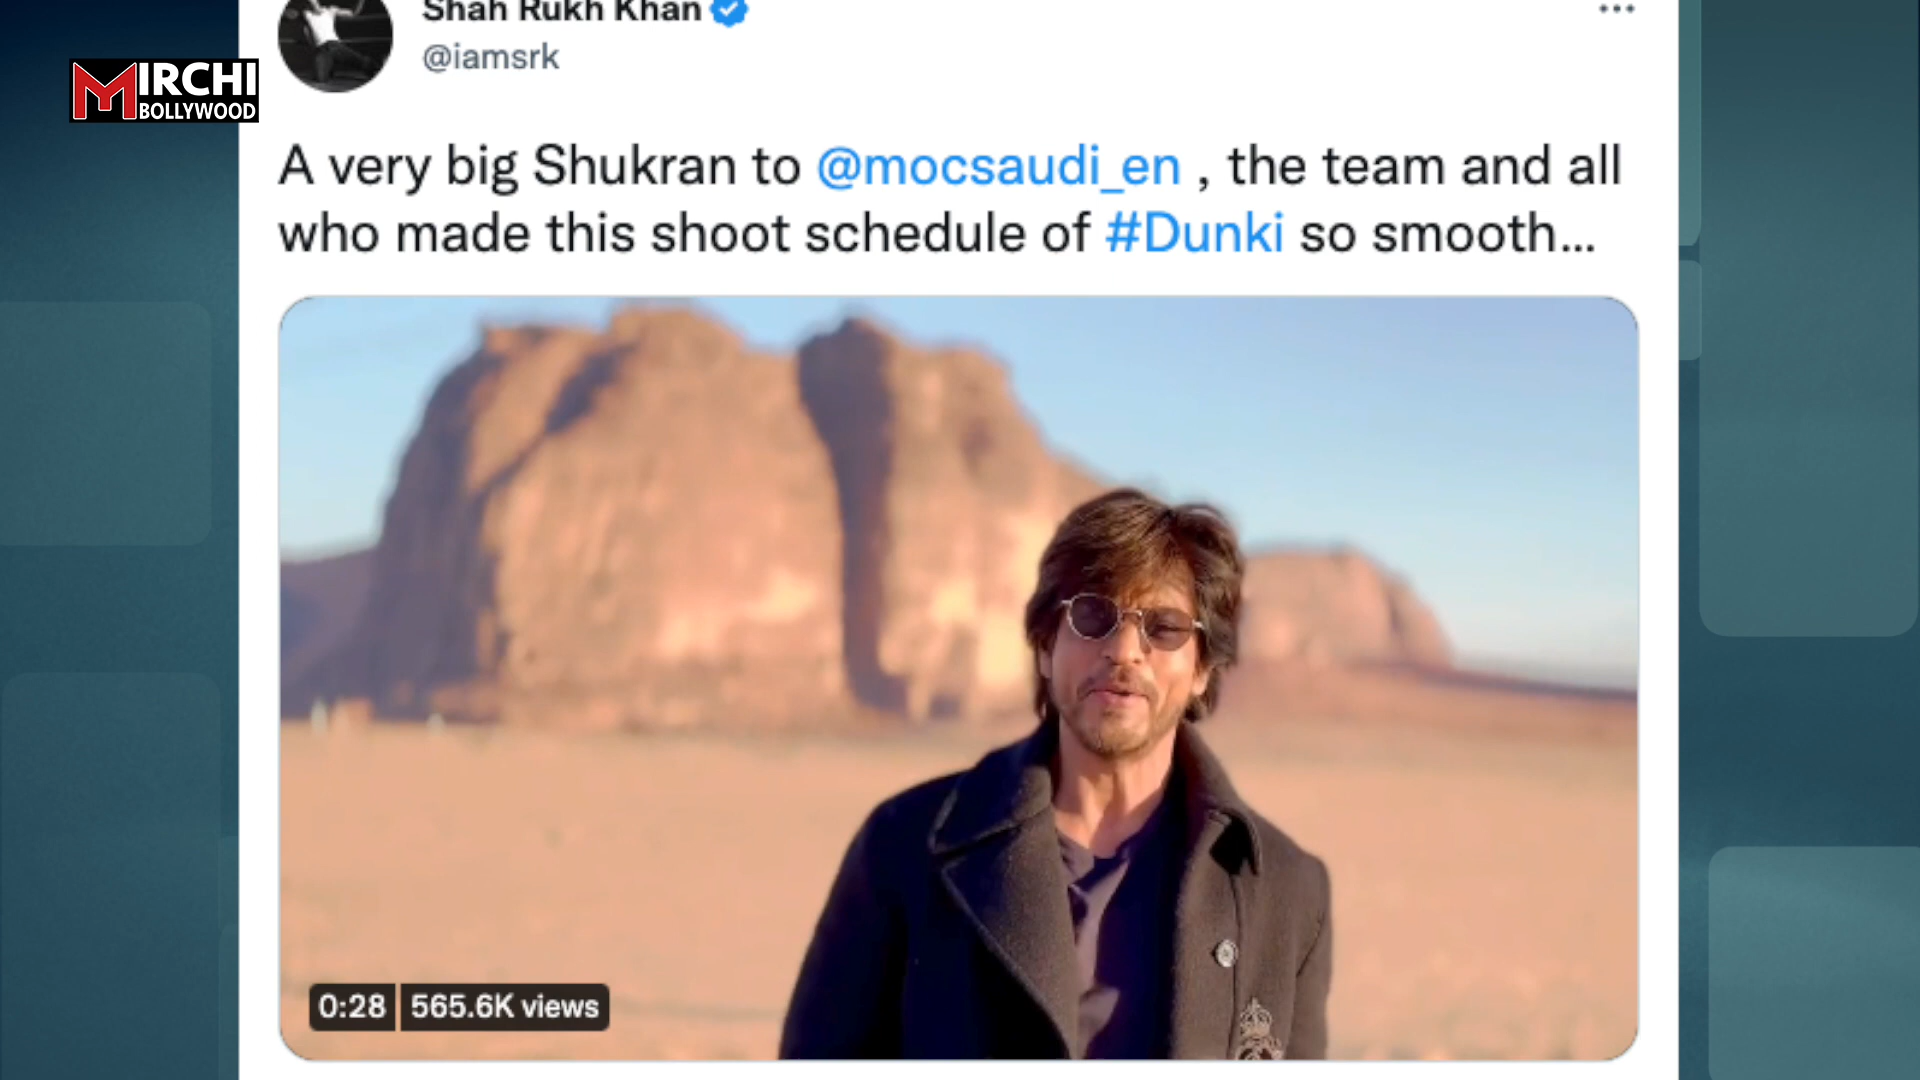 Shah Rukh Khan
@iamsrk
MIRCHI
BOLLYWOOD
A very big Shukran to @mocsaudi_en , the team and all
who made this shoot schedule of #Dunki so smooth...
0:28 565.6K views